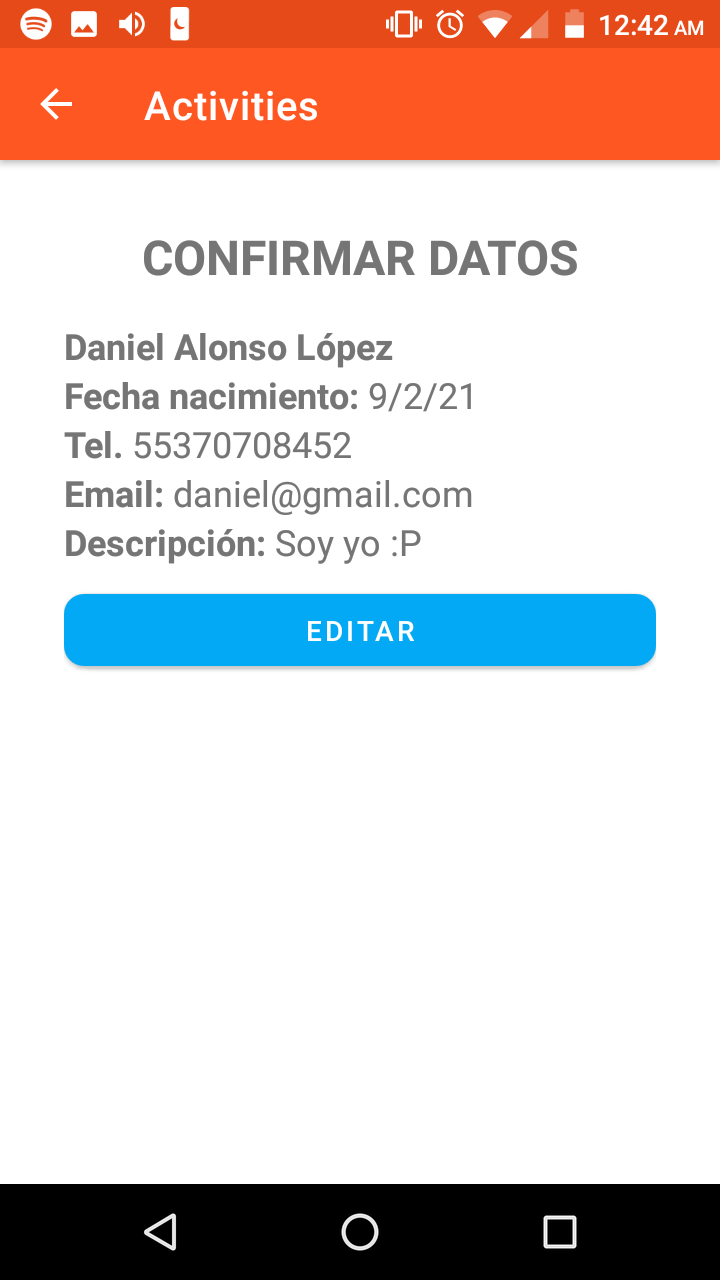 12:42 AM
Activities
CONFIRMAR DATOS
Daniel Alonso López
Fecha nacimiento: 9/2/21
Tel. 55370708452
Email: daniel@gmail.com
Descripción: Soy yo :P
EDITAR